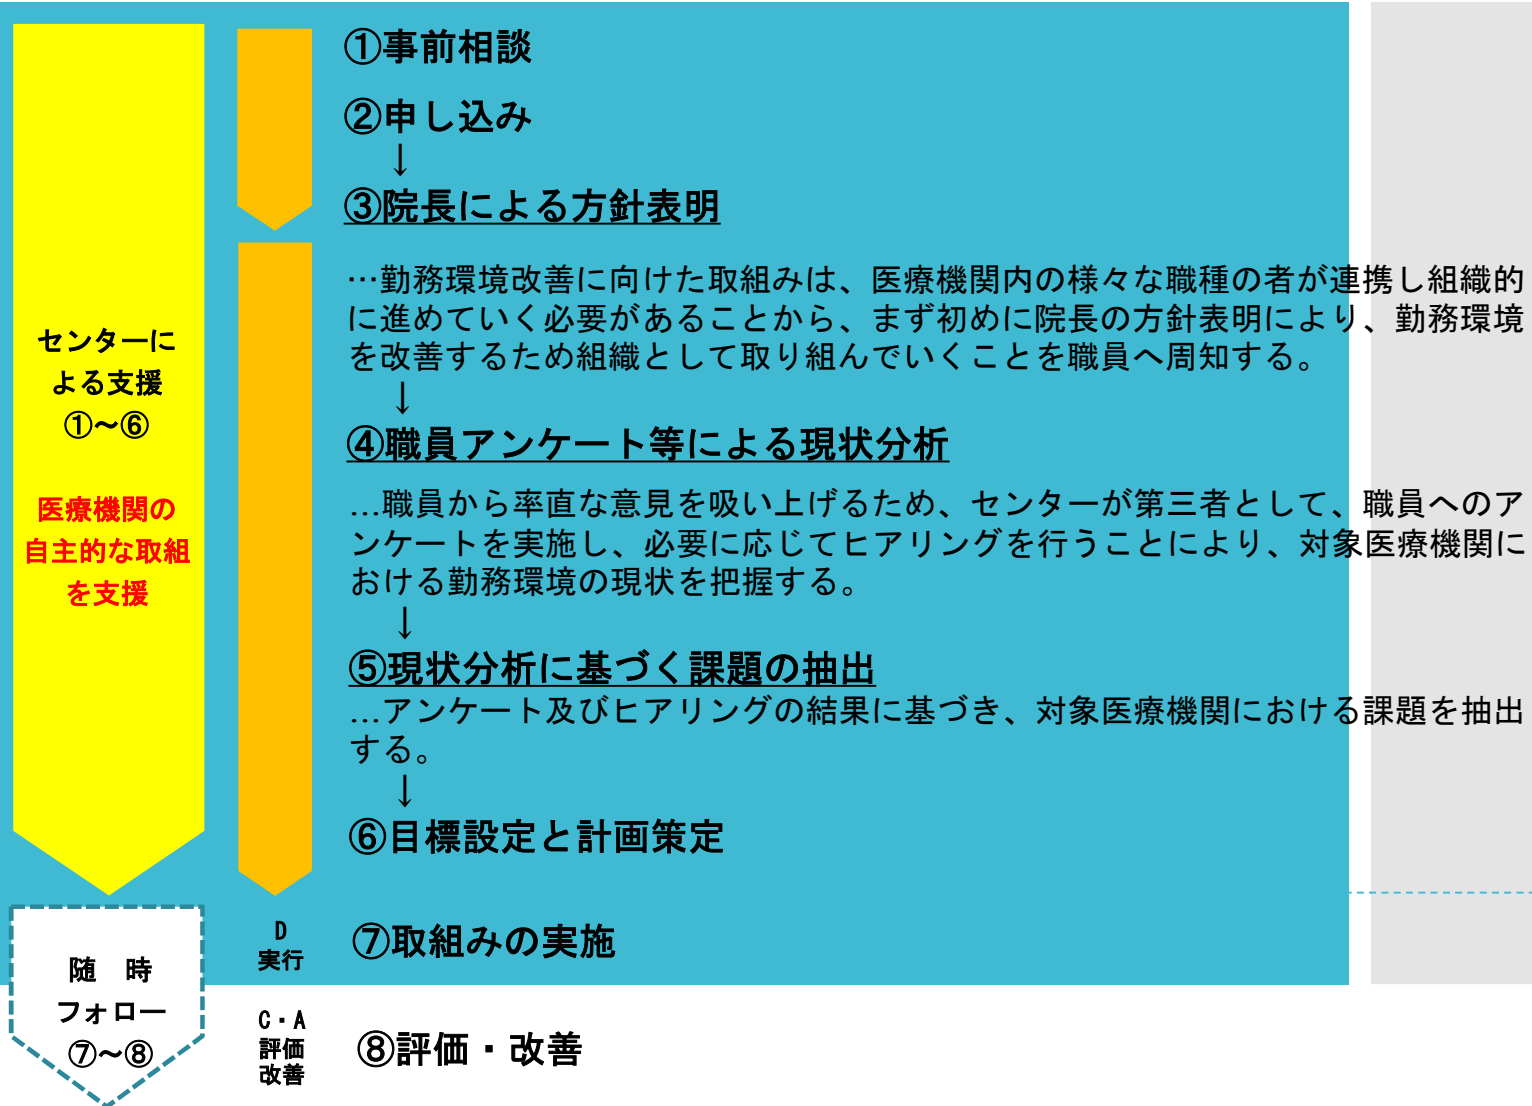 ①事前相談
②申し込み
↓
③院長による方針表明
…勤務環境改善に向けた取組みは、医療機関内の様々な職種の者が連携し組織的
に進めていく必要があることから、まず初めに院長の方針表明により、勤務環境
を改善するため組織として取り組んでいくことを職員へ周知する。
↓
④職員アンケート等による現状分析
…職員から率直な意見を吸い上げるため、センターが第三者として、職員へのア
ンケートを実施し、必要に応じてヒアリングを行うことにより、対象医療機関に
おける勤務環境の現状を把握する。
↓
⑤現状分析に基づく課題の抽出
…アンケート及びヒアリングの結果に基づき、対象医療機関における課題を抽出
する。
↓
⑥目標設定と計画策定
センターに
よる支援
①～⑥
医療機関の
自主的な取組
を支援
D
実行
⑦取組みの実施
随 時
フォロー
⑦～⑧
C・A
評価
改善
⑧評価・改善